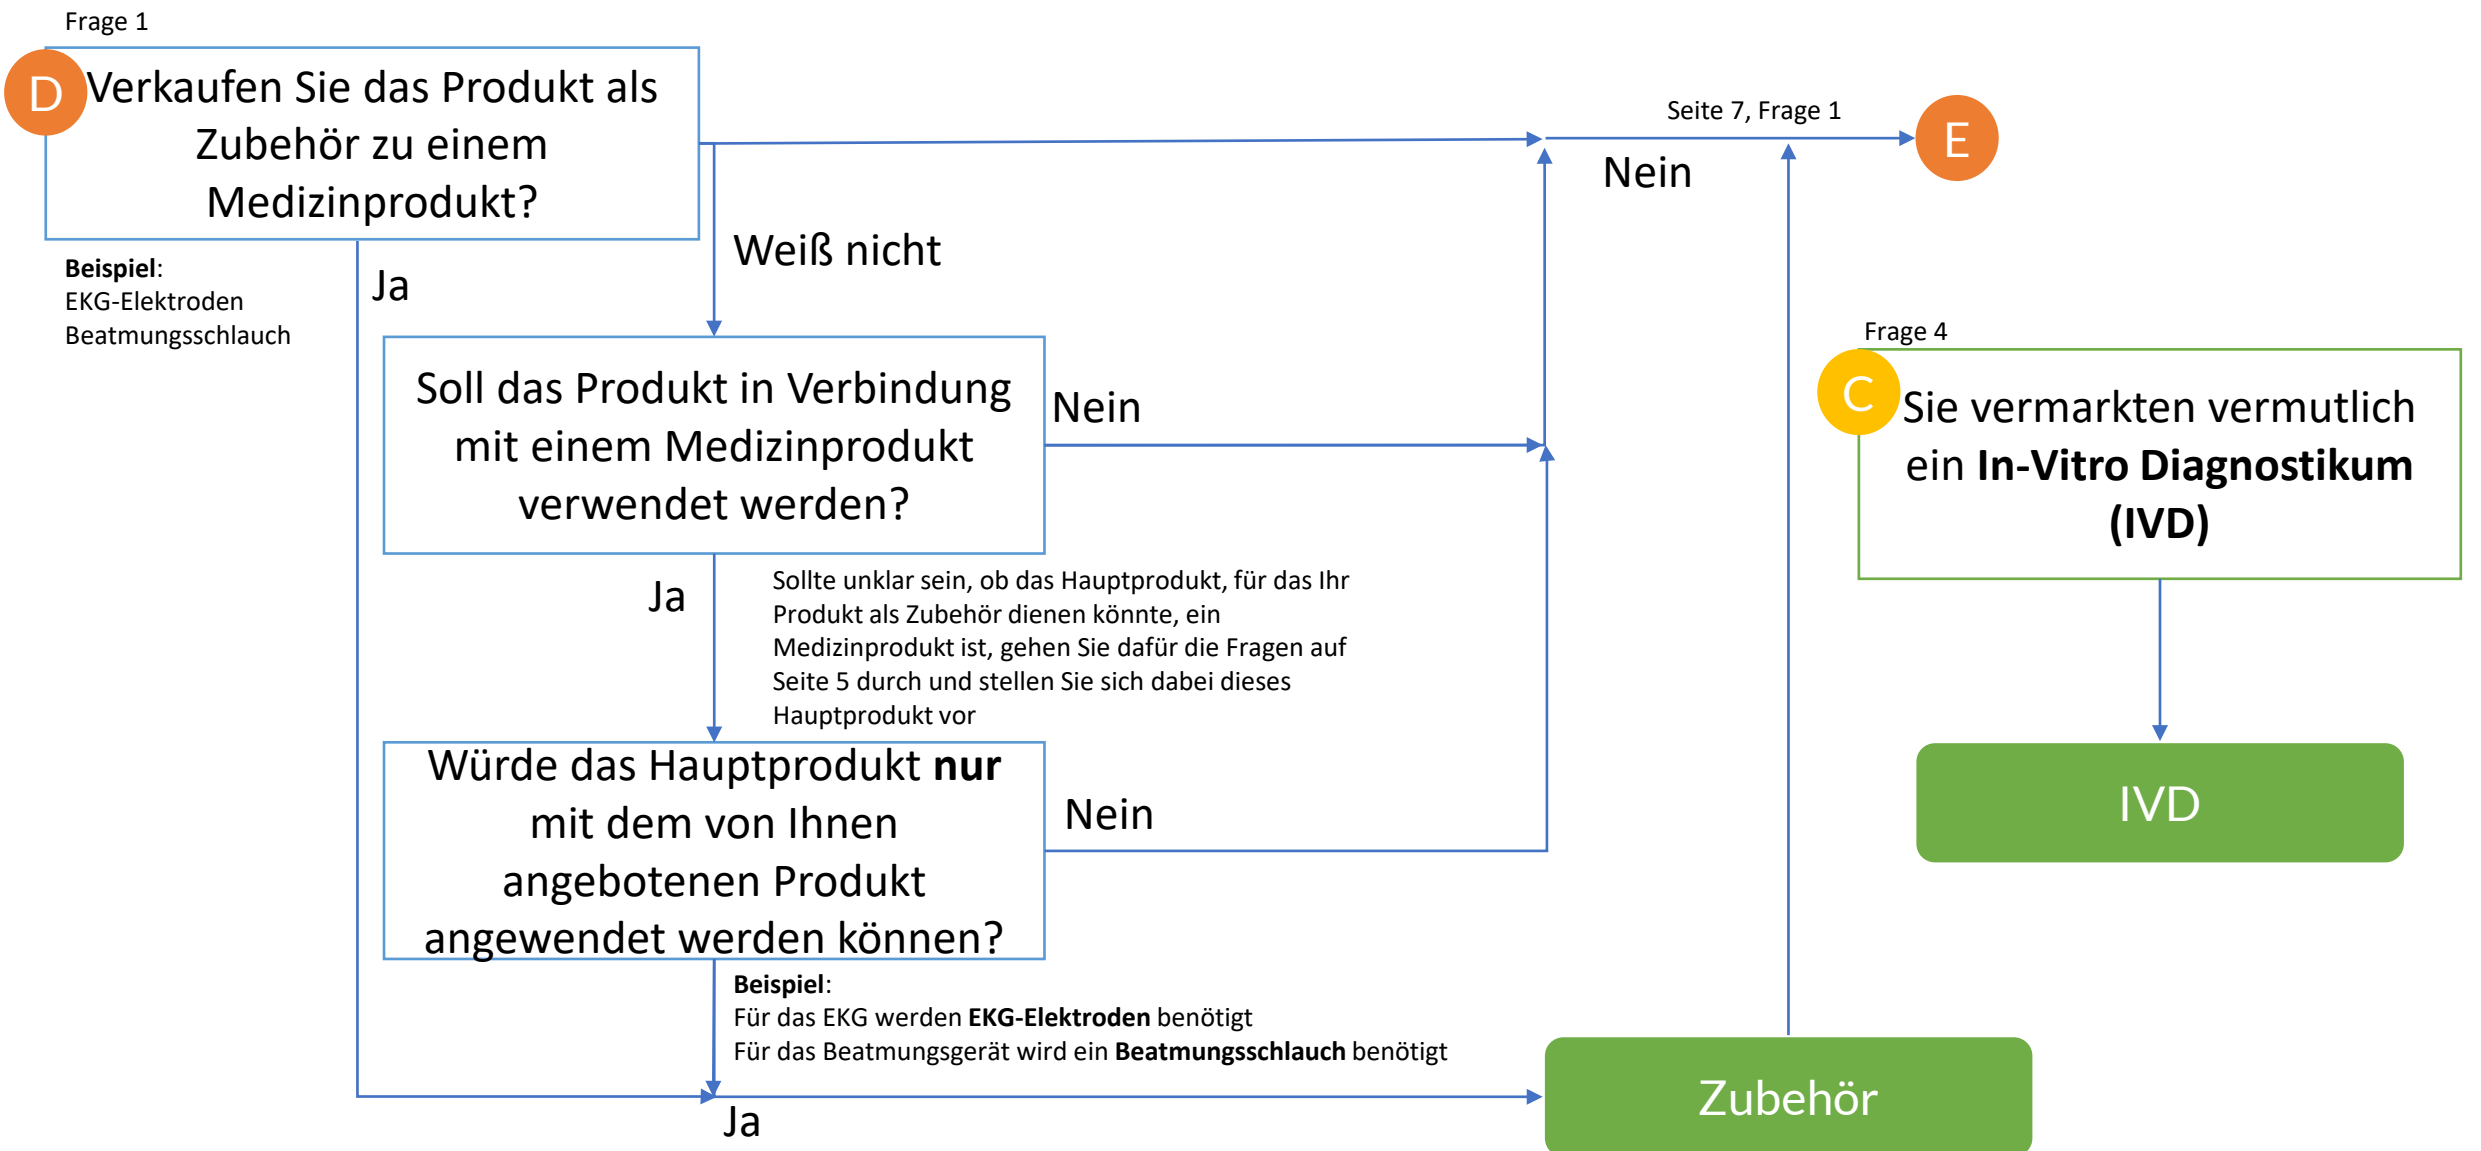 Frage 1
D
Verkaufen Sie das Produkt als
Zubehör zu einem
Medizinprodukt?
Beispiel:
EKG-Elektroden
Beatmungsschlauch
Ja
Weiß nicht
Seite 7, Frage 1
Nein
E
Soll das Produkt in Verbindung
mit einem Medizinprodukt
verwendet werden?
Nein
Ja
Sollte unklar sein, ob das Hauptprodukt, für das Ihr
Produkt als Zubehör dienen könnte, ein
Medizinprodukt ist, gehen Sie dafür die Fragen auf
Seite 5 durch und stellen Sie sich dabei dieses
Hauptprodukt vor
Würde das Hauptprodukt nur
mit dem von Ihnen
angebotenen Produkt
angewendet werden können?
Nein
Beispiel:
Für das EKG werden EKG-Elektroden benötigt
Für das Beatmungsgerät wird ein Beatmungsschlauch benötigt
Ja
Zubehör
Frage 4
C
Sie vermarkten vermutlich
ein In-Vitro Diagnostikum
(IVD)
IVD